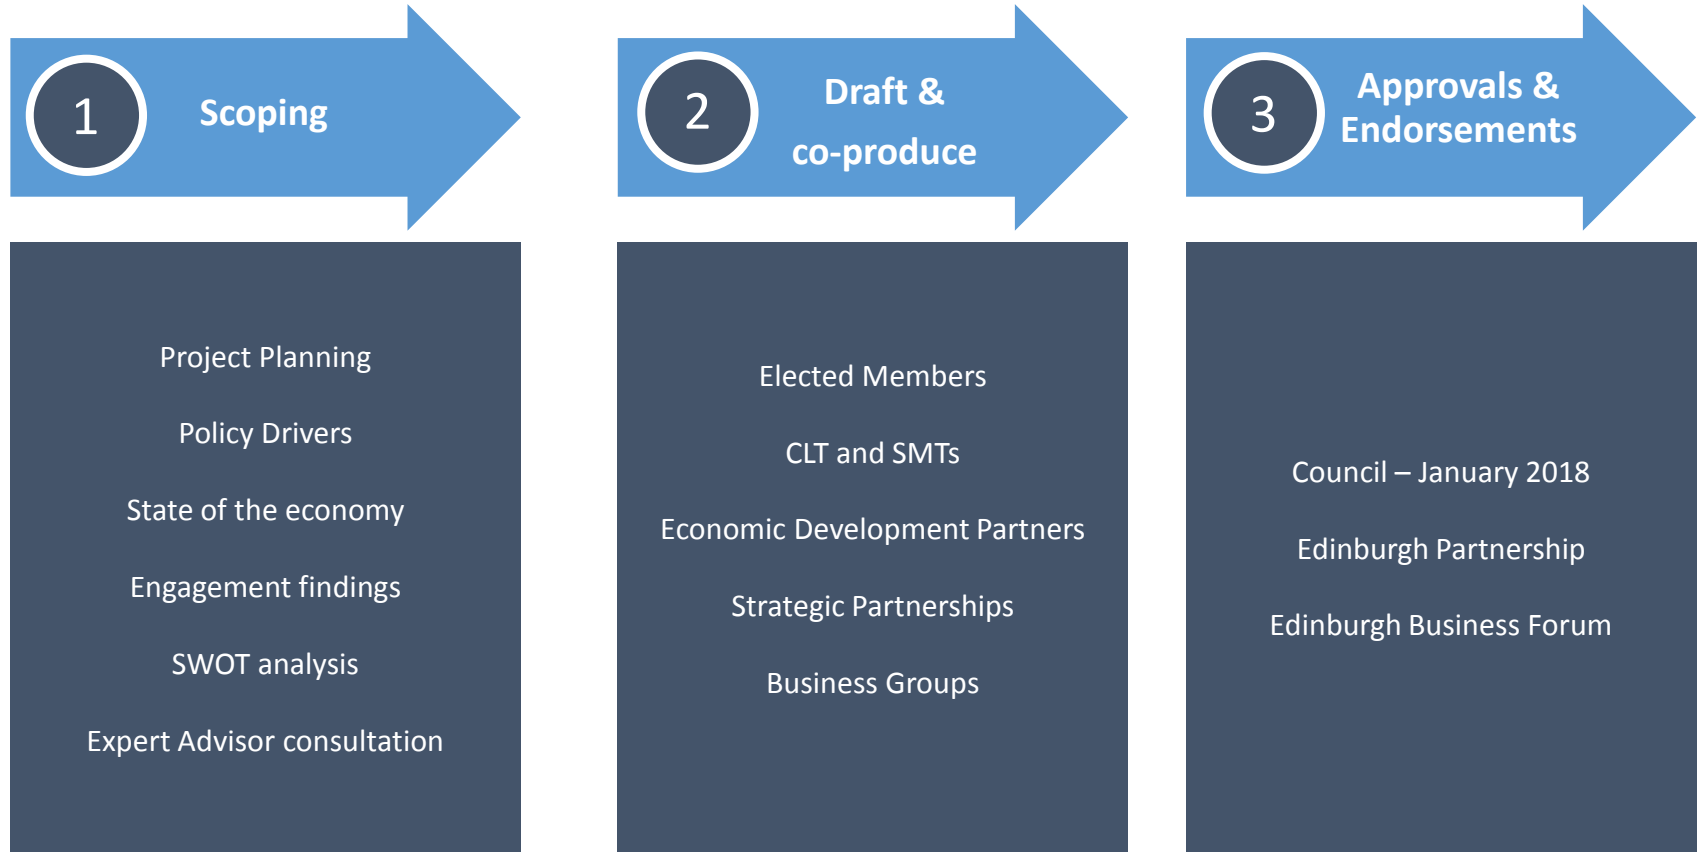 1
Scoping
Project Planning
Policy Drivers
State of the economy
Engagement findings
SWOT analysis
Expert Advisor consultation
2
Draft &
co-produce
Elected Members
CLT and SMTs
Economic Development Partners
Strategic Partnerships
Business Groups
3
Approvals &
Endorsements
Council – January 2018
Edinburgh Partnership
Edinburgh Business Forum